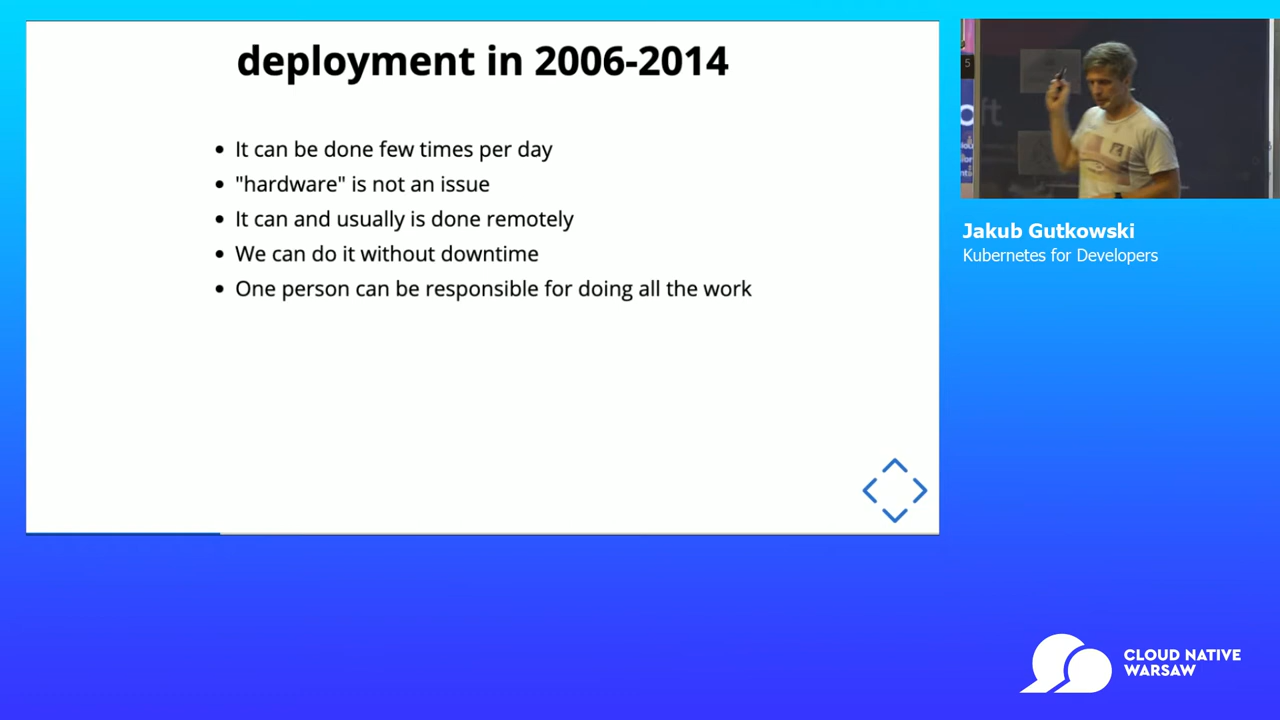 deployment in 2006-2014
It can be done few times per day
"hardware" is not an issue
It can and usually is done remotely
We can do it without downtime
One person can be responsible for doing all the work
Jakub Gutkowski
Kubernetes for Developers
CLOUD NATIVE
WARSAW